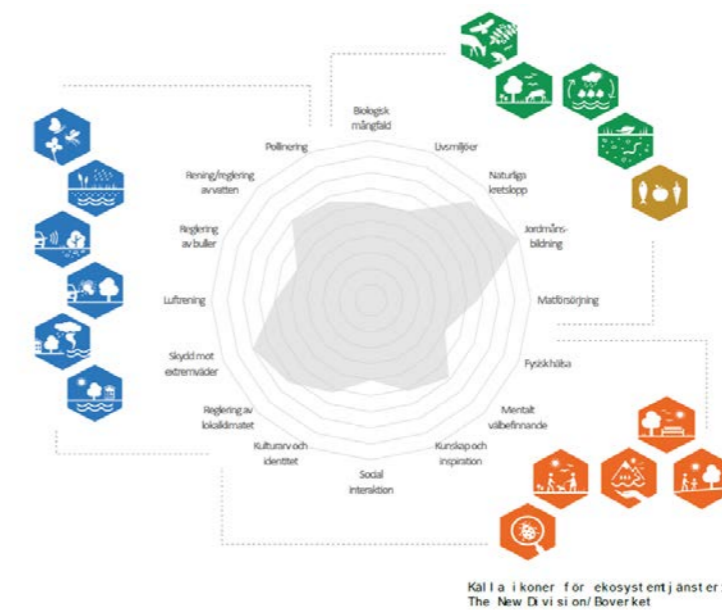 Biologisk
mångfald
Livsmiljöer
Naturliga
kretslopp
Jordmåns-
bildning
Matförsörjning
Fysisk hälsa
Mentalt
välbefinnande
Kunskap och
inspiration
Social
interaktion
Kulturarv och
identitet
Reglering av
lokalklimatet
Skydd mot
extremväder
Luftrening
Reglering
av buller
Rening/reglering
av vatten
Pollinering
Källa ikoner för ekosystemtjänster:
The New Division/Boverket